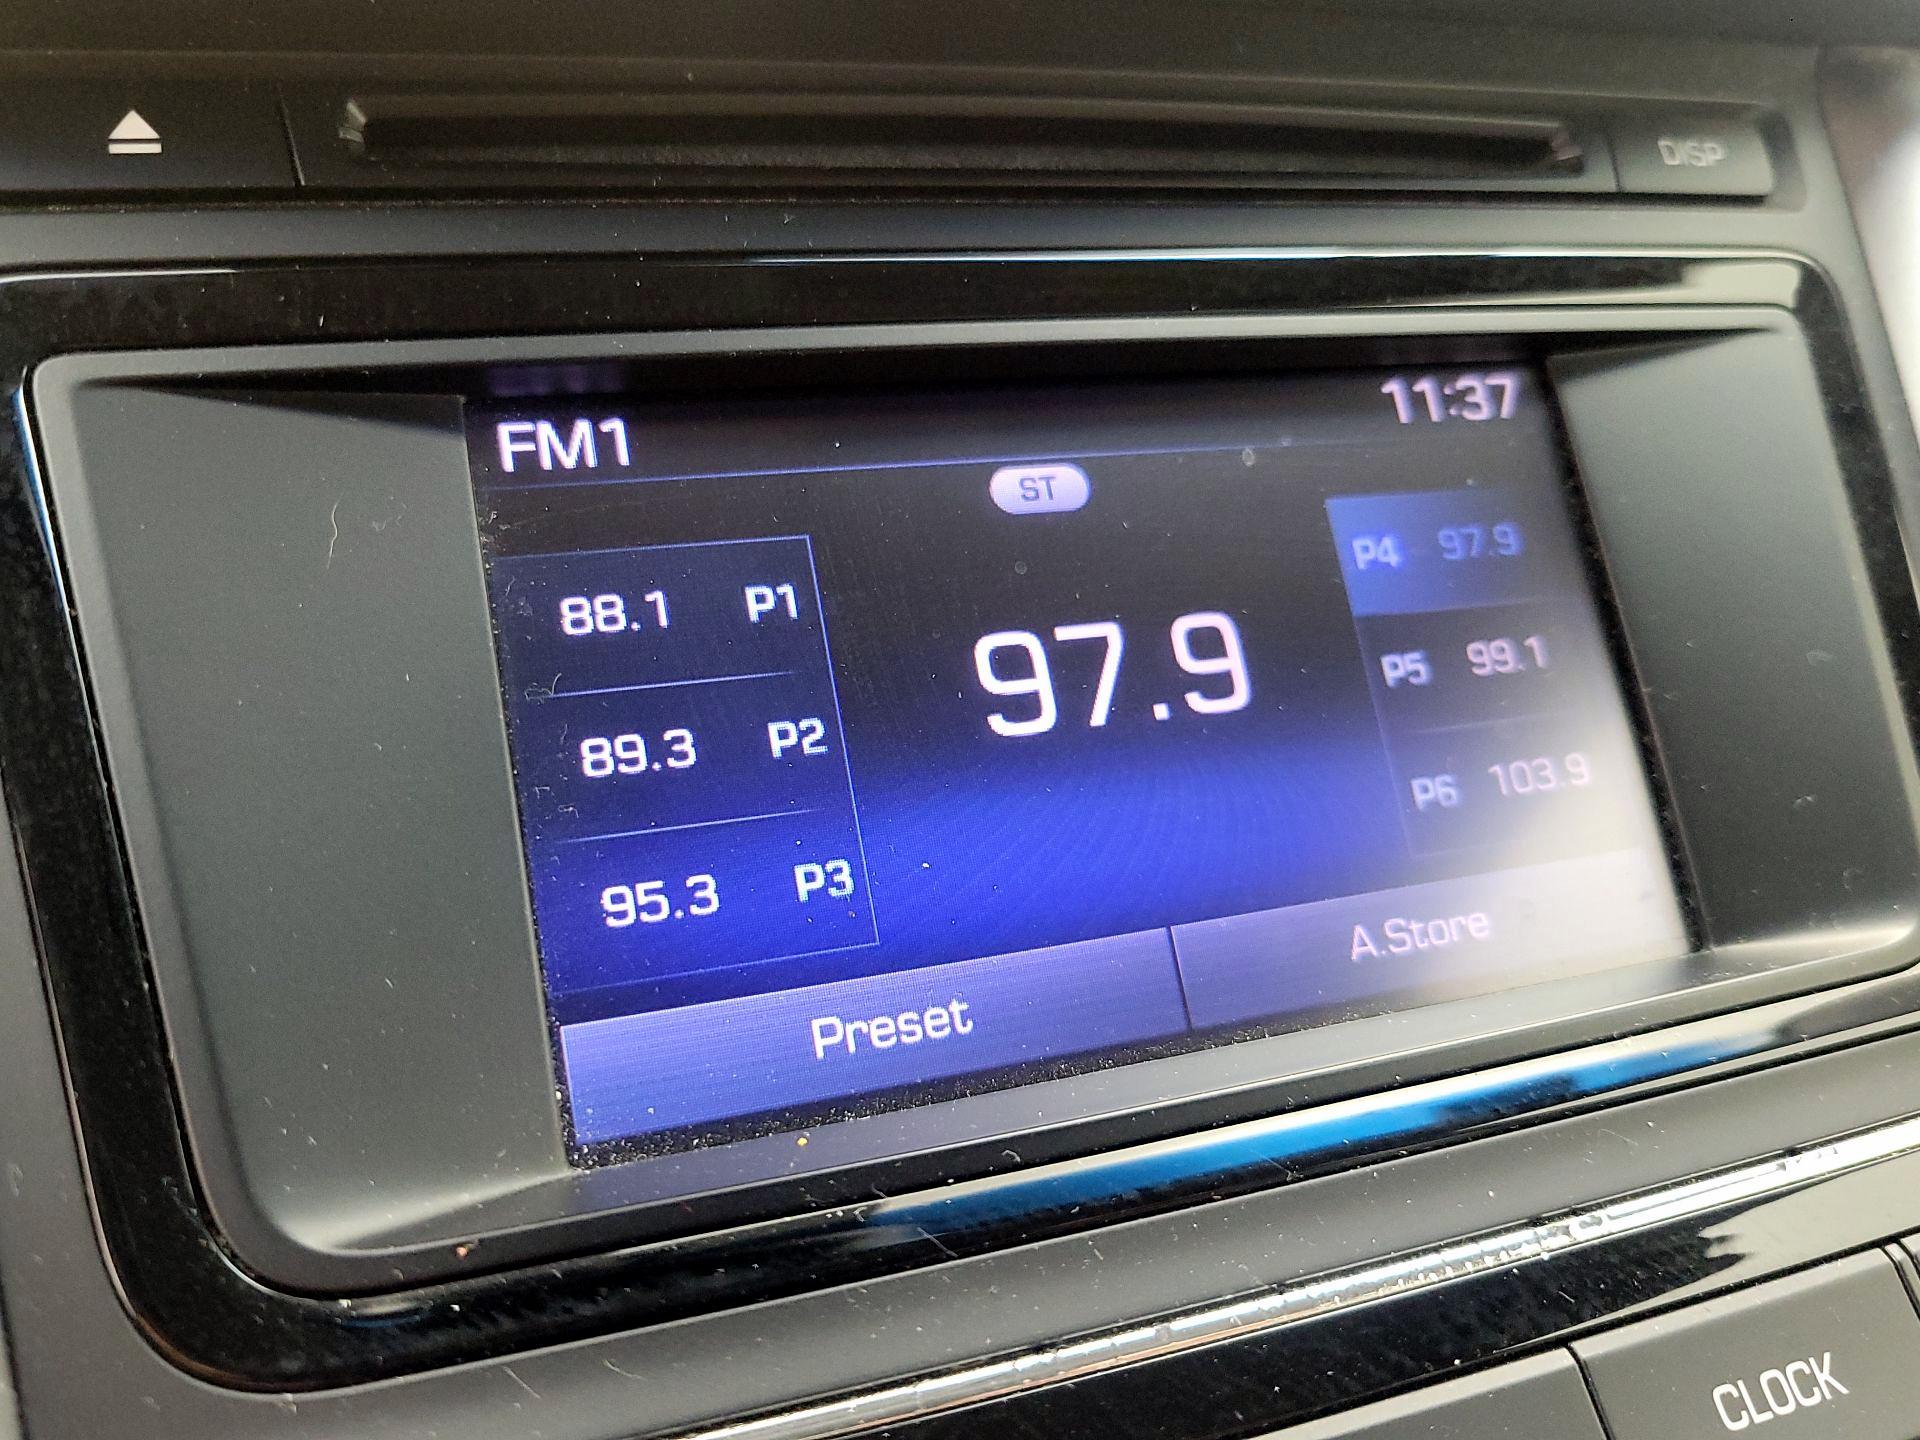 DISP
FM1 11:37
ST
88.1 P1
89.3 P2
95.3 P3
97.9
P4 97.9
P5 99.1
P6 103.9
Preset A.Store
CLOCK